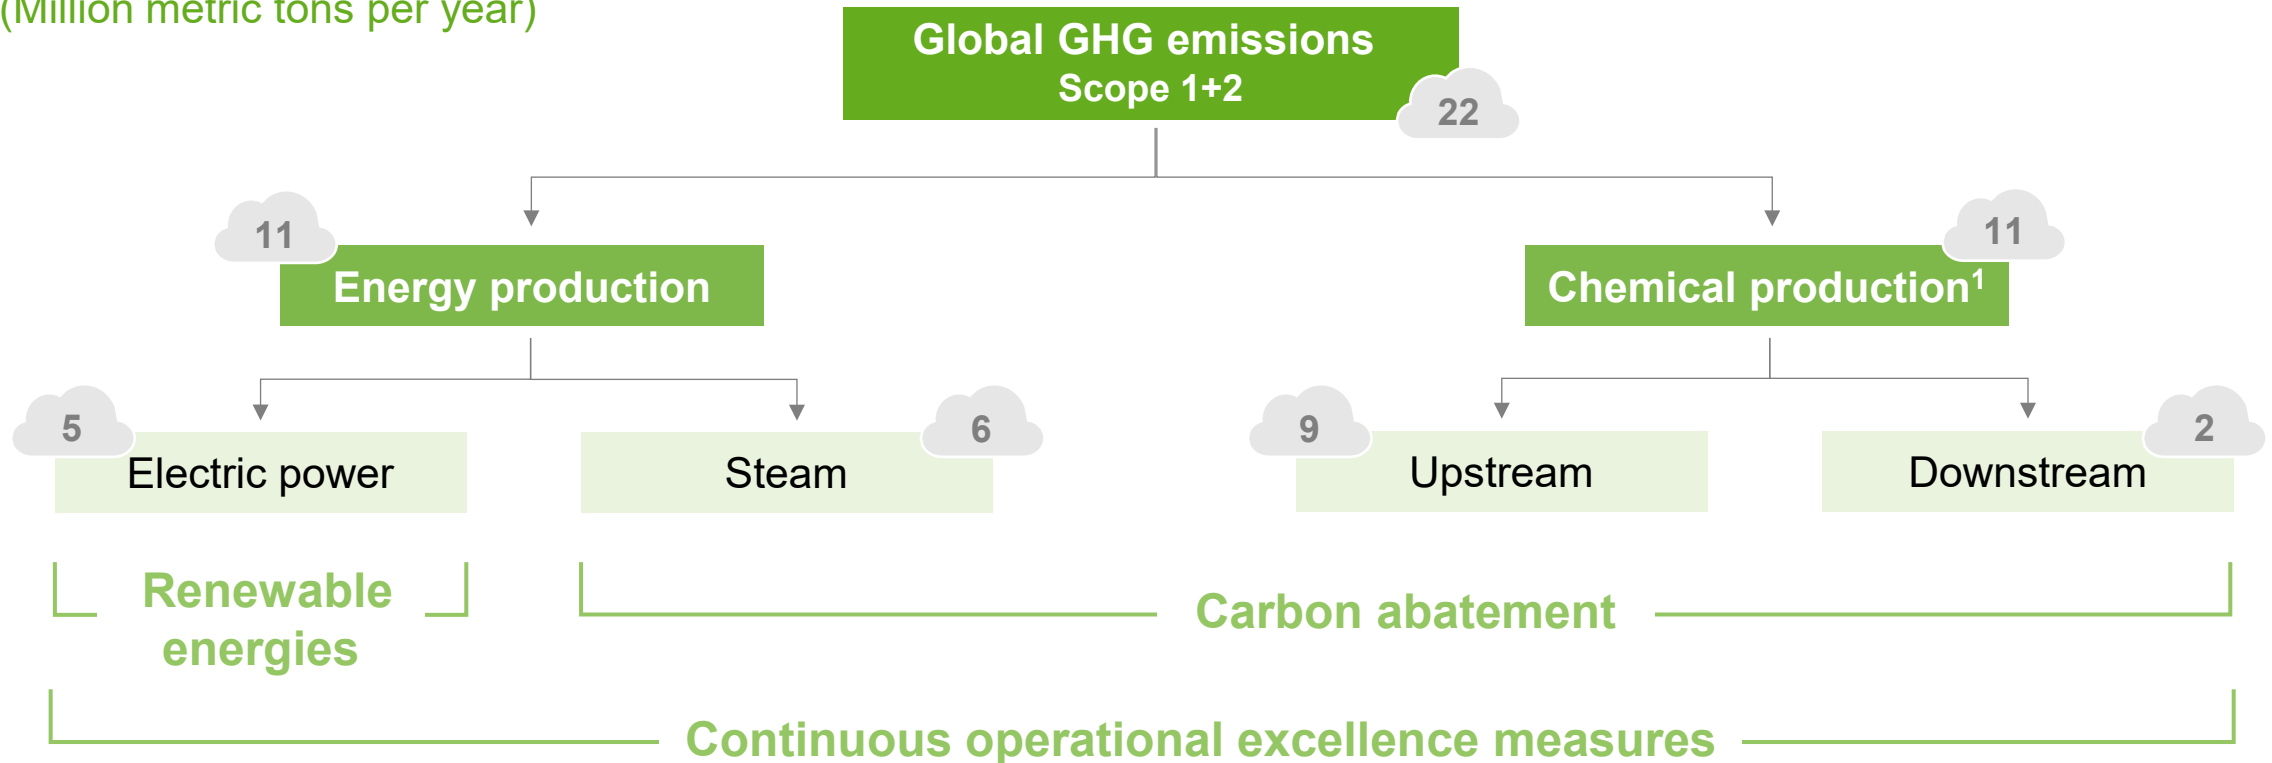 (Million metric tons per year)
Global GHG emissions
Scope 1+2
22
11
Energy production
11
Chemical production¹
5
Electric power
6
Steam
9
Upstream
2
Downstream
Renewable
energies
Carbon abatement
Continuous operational excellence measures